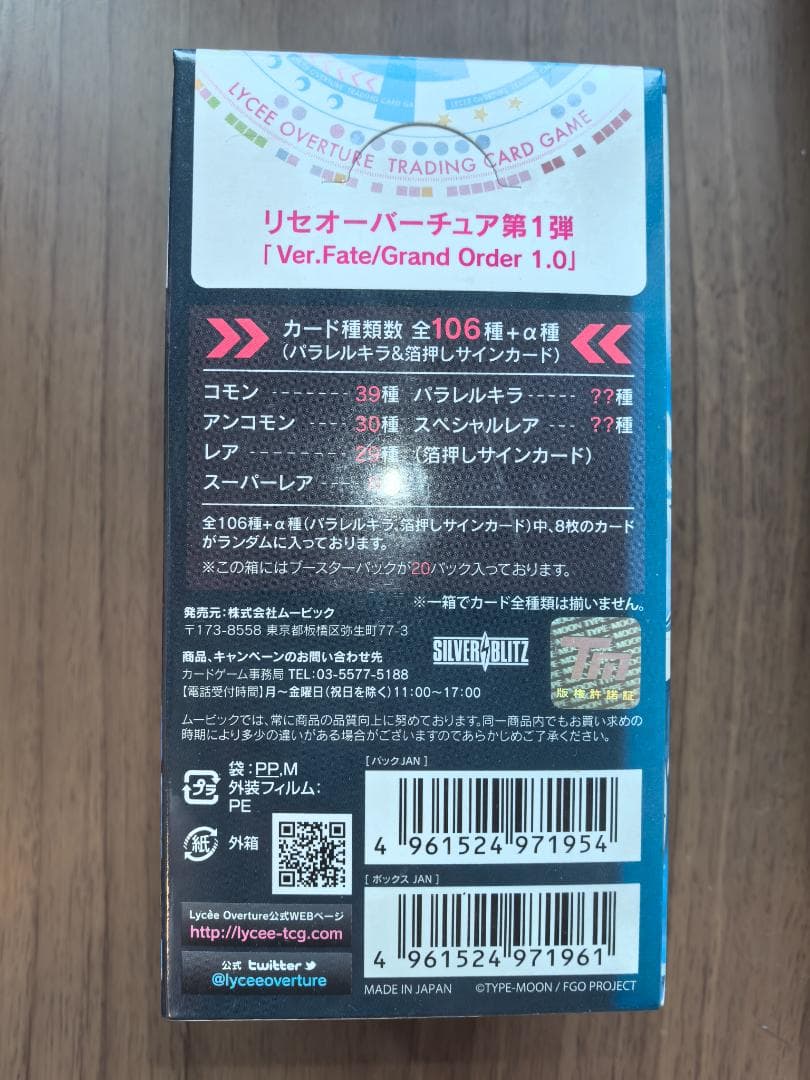 LYCEE OVERTURE TRADING CARD GAME
リセオーバーチュア第1弾
「Ver.Fate/Grand Order 1.0」
カード種類数 全106種+α種
(パラレルキラ&箔押しサインカード)
コモン ------- 39種 パラレルキラ ----- ??種
アンコモン --- 30種 スペシャルレア --- ??種
レア -------- 29種 (箔押しサインカード)
スーパーレア ---
全106種+α種(パラレルキラ,箔押しサインカード)中、8枚のカード
がランダムに入っております。
※この箱にはブースターパックが20パック入っております。
※一箱でカード全種類は揃いません。
発売元:株式会社ムービック
〒173-8558 東京都板橋区弥生町77-3
商品、キャンペーンのお問い合わせ先
カードゲーム事務局 TEL:03-5577-5188
【電話受付時間】月~金曜日(祝日を除く)11:00~17:00
SILVER BLITZ
TM
版権許諾証
ムービックでは、常に商品の品質向上に努めております。同一商品内でもお買い求めの
時期により多少の違いがある場合がございますのであらかじめご了承ください。
プラ
袋:PP,M
外装フィルム:
PE
紙
外箱
[パックJAN]
4 961524 971954
[ボックス JAN]
4 961524 971961
Lycèe Overture公式WEBページ
http://lycee-tcg.com
公式 twitter
@lyceeoverture
MADE IN JAPAN ©TYPE-MOON / FGO PROJECT